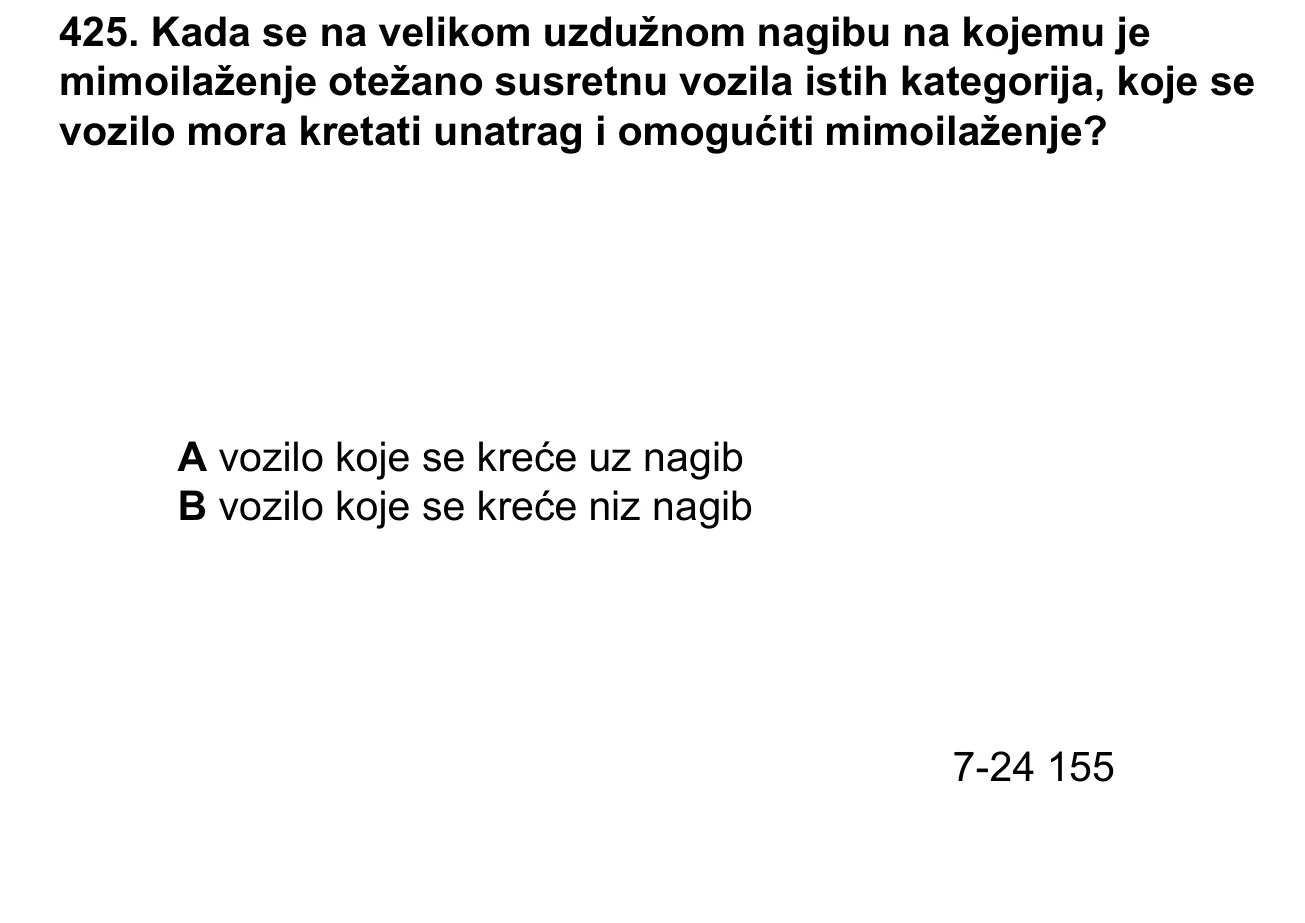 425. Kada se na velikom uzdužnom nagibu na kojemu je
mimoilaženje otežano susretnu vozila istih kategorija, koje se
vozilo mora kretati unatrag i omogućiti mimoilaženje?
A vozilo koje se kreće uz nagib
B vozilo koje se kreće niz nagib
7-24 155